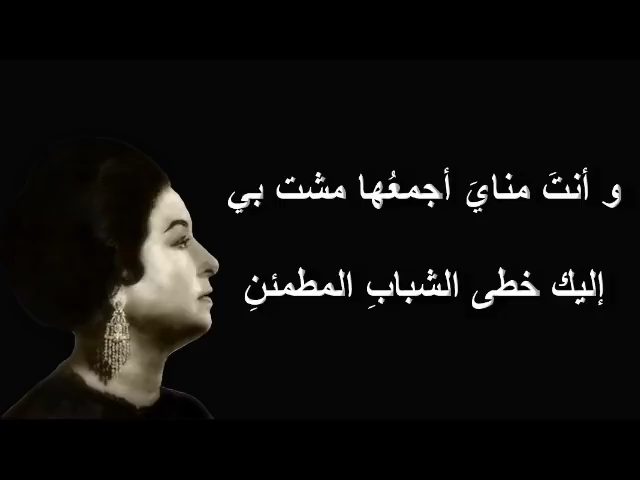 و أنتَ منايَ أجمعُها مشت بي
إليك خطى الشبابِ المطمئنِ